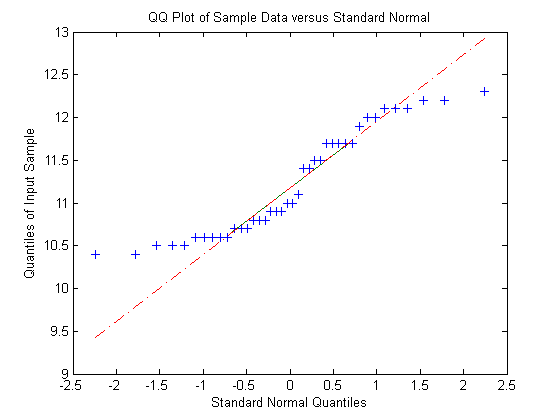 QQ Plot of Sample Data versus Standard Normal
13
12.5
12
11.5
11
10.5
10
9.5
9
Quantiles of Input Sample
-2.5 -2 -1.5 -1 -0.5 0 0.5 1 1.5 2 2.5
Standard Normal Quantiles